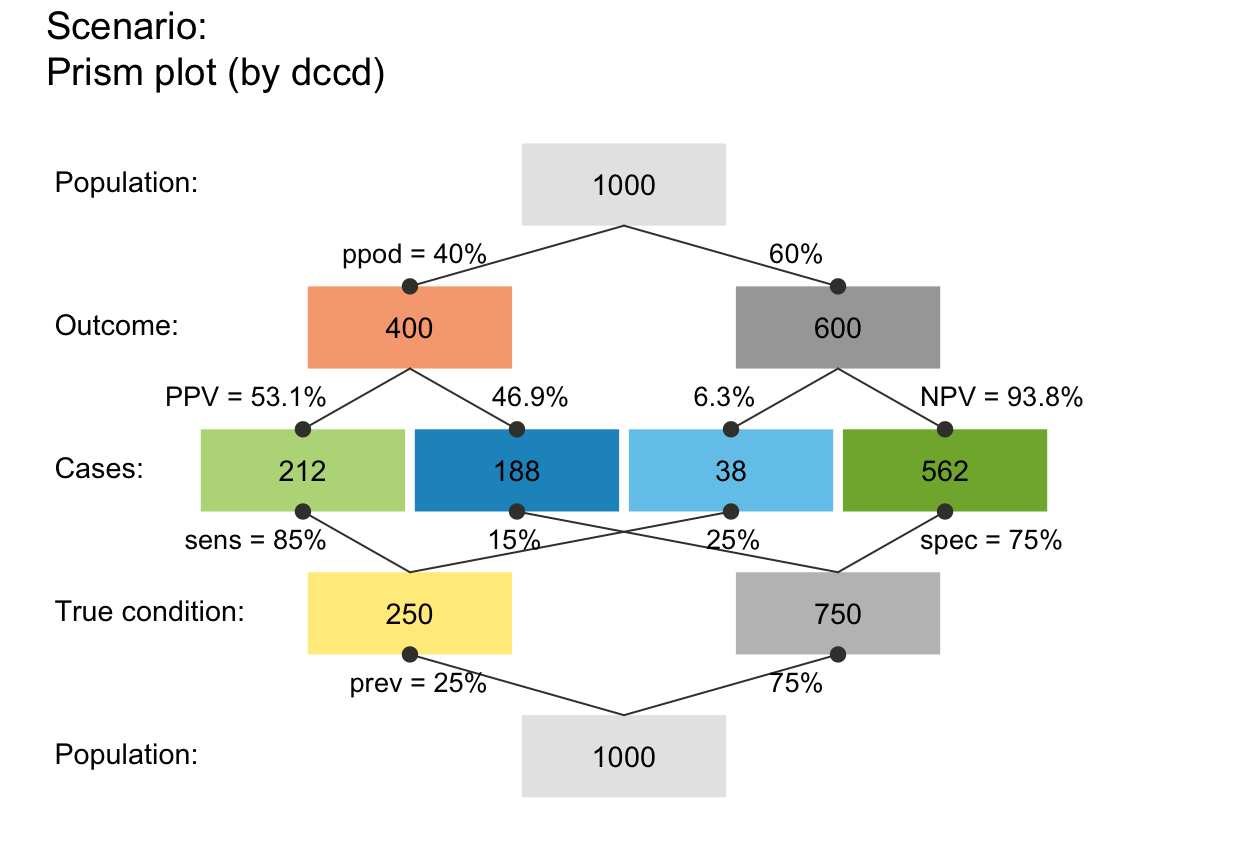 Scenario:
Prism plot (by dccd)
Population:
1000
ppod = 40%
60%
Outcome:
400
600
PPV = 53.1%
46.9%
6.3%
NPV = 93.8%
Cases:
212
188
38
562
sens = 85%
15%
25%
spec = 75%
True condition:
250
750
prev = 25%
75%
Population:
1000